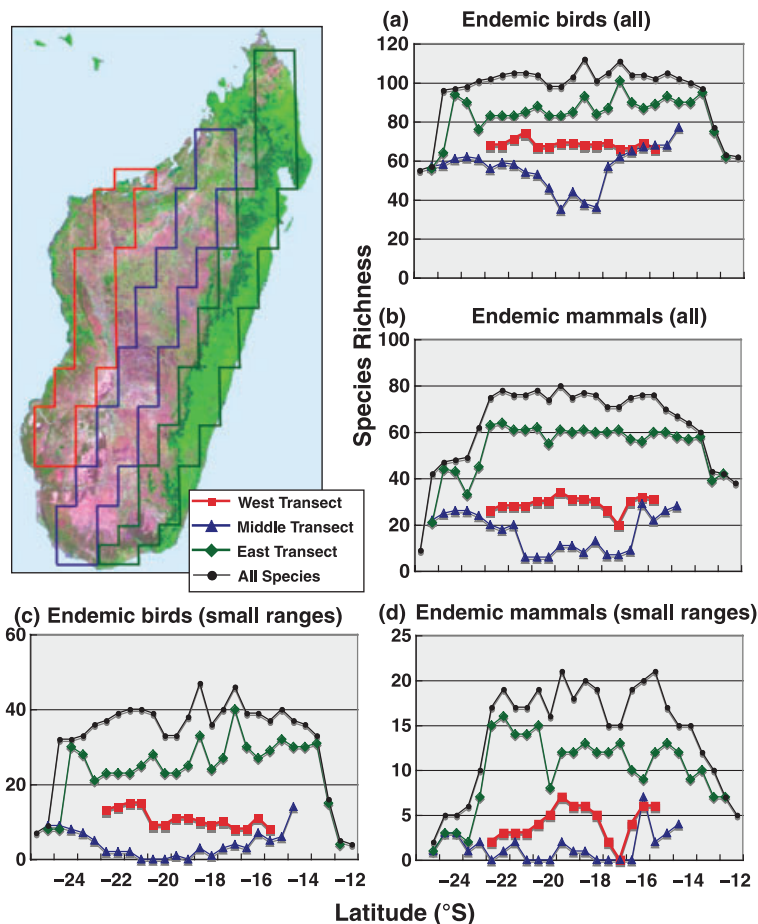 (a) Endemic birds (all)
120
100
80
60
40
20
0
(b) Endemic mammals (all)
100
80
60
40
20
0
Species Richness
West Transect
Middle Transect
East Transect
All Species
(c) Endemic birds (small ranges)
60
40
20
0
−24 −22 −20 −18 −16 −14 −12
(d) Endemic mammals (small ranges)
25
20
15
10
5
0
−24 −22 −20 −18 −16 −14 −12
Latitude (°S)